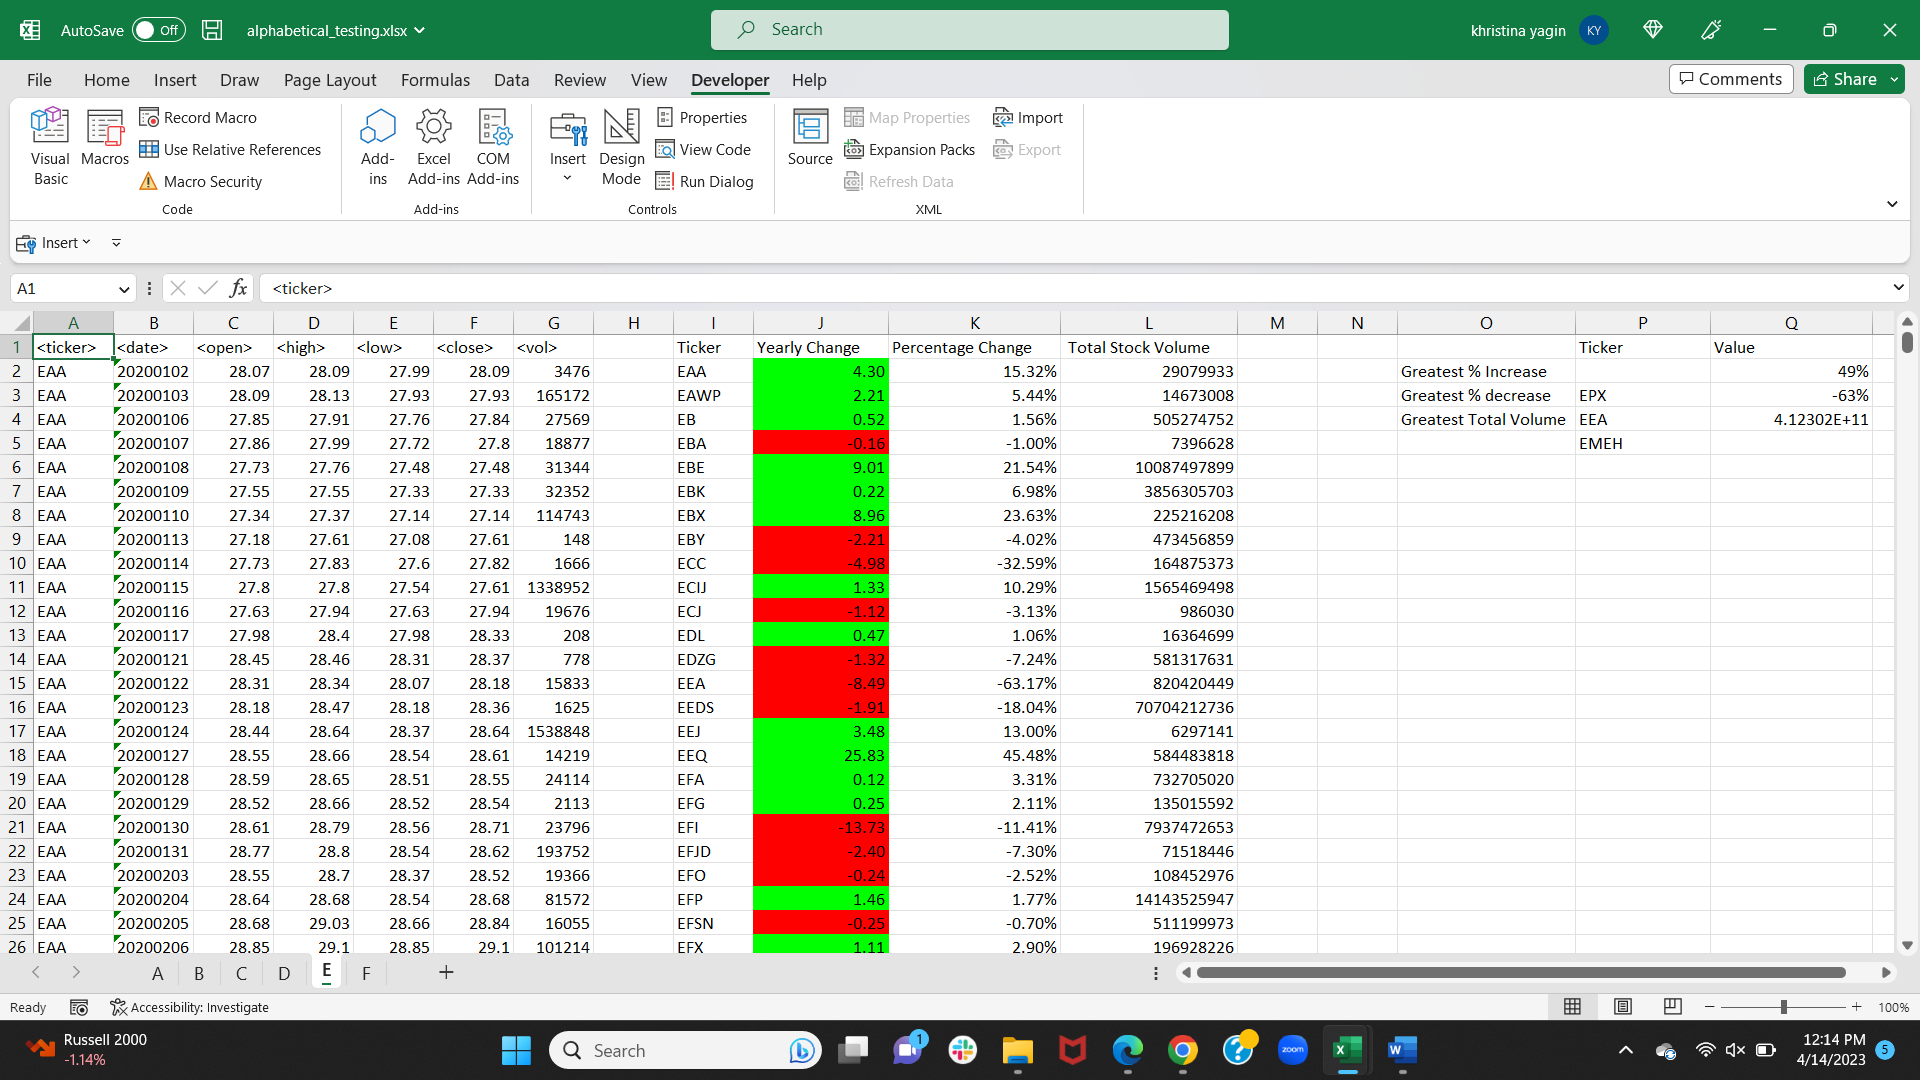 AutoSave Off alphabetical_testing.xlsx Search khristina yagin KY
File Home Insert Draw Page Layout Formulas Data Review View Developer Help Comments Share
Visual Basic Macros Record Macro Use Relative References Macro Security Code
Add-ins Excel Add-ins COM Add-ins Add-ins
Insert Design Mode Properties View Code Run Dialog Controls
Source Map Properties Expansion Packs Refresh Data Import Export XML
Insert
A1 fx <ticker>
A B C D E F G H I J K L M N O P Q
1 <ticker> <date> <open> <high> <low> <close> <vol> Ticker Yearly Change Percentage Change Total Stock Volume Ticker Value
2 EAA 20200102 28.07 28.09 27.99 28.09 3476 EAA 4.30 15.32% 29079933 Greatest % Increase 49%
3 EAA 20200103 28.09 28.13 27.93 27.93 165172 EAWP 2.21 5.44% 14673008 Greatest % decrease EPX -63%
4 EAA 20200106 27.85 27.91 27.76 27.84 27569 EB 0.52 1.56% 505274752 Greatest Total Volume EEA 4.12302E+11
5 EAA 20200107 27.86 27.99 27.72 27.8 18877 EBA -0.16 -1.00% 7396628 EMEH
6 EAA 20200108 27.73 27.76 27.48 27.48 31344 EBE 9.01 21.54% 10087497899
7 EAA 20200109 27.55 27.55 27.33 27.33 32352 EBK 0.22 6.98% 3856305703
8 EAA 20200110 27.34 27.37 27.14 27.14 114743 EBX 8.96 23.63% 225216208
9 EAA 20200113 27.18 27.61 27.08 27.61 148 EBY -2.21 -4.02% 473456859
10 EAA 20200114 27.73 27.83 27.6 27.82 1666 ECC -4.98 -32.59% 164875373
11 EAA 20200115 27.8 27.8 27.54 27.61 1338952 ECIJ 1.33 10.29% 1565469498
12 EAA 20200116 27.63 27.94 27.63 27.94 19676 ECJ -1.12 -3.13% 986030
13 EAA 20200117 27.98 28.4 27.98 28.33 208 EDL 0.47 1.06% 16364699
14 EAA 20200121 28.45 28.46 28.31 28.37 778 EDZG -1.32 -7.24% 581317631
15 EAA 20200122 28.31 28.34 28.07 28.18 15833 EEA -8.49 -63.17% 820420449
16 EAA 20200123 28.18 28.47 28.18 28.36 1625 EEDS -1.91 -18.04% 70704212736
17 EAA 20200124 28.44 28.64 28.37 28.64 1538848 EEJ 3.48 13.00% 6297141
18 EAA 20200127 28.55 28.66 28.54 28.61 14219 EEQ 25.83 45.48% 584483818
19 EAA 20200128 28.59 28.65 28.51 28.55 24114 EFA 0.12 3.31% 732705020
20 EAA 20200129 28.52 28.66 28.52 28.54 2113 EFG 0.25 2.11% 135015592
21 EAA 20200130 28.61 28.79 28.56 28.71 23796 EFI -13.73 -11.41% 7937472653
22 EAA 20200131 28.77 28.8 28.54 28.62 193752 EFJD -2.40 -7.30% 71518446
23 EAA 20200203 28.55 28.7 28.37 28.52 19366 EFO -0.24 -2.52% 108452976
24 EAA 20200204 28.64 28.68 28.54 28.68 81572 EFP 1.46 1.77% 14143525947
25 EAA 20200205 28.68 29.03 28.66 28.84 16055 EFSN -0.25 -0.70% 511199973
26 EAA 20200206 28.85 29.1 28.85 29.1 101214 EFX 1.11 2.90% 196928226
A B C D E F
Ready Accessibility: Investigate 100%
Russell 2000 Search 1 zoom 12:14 PM
-1.14% 4/14/2023 5